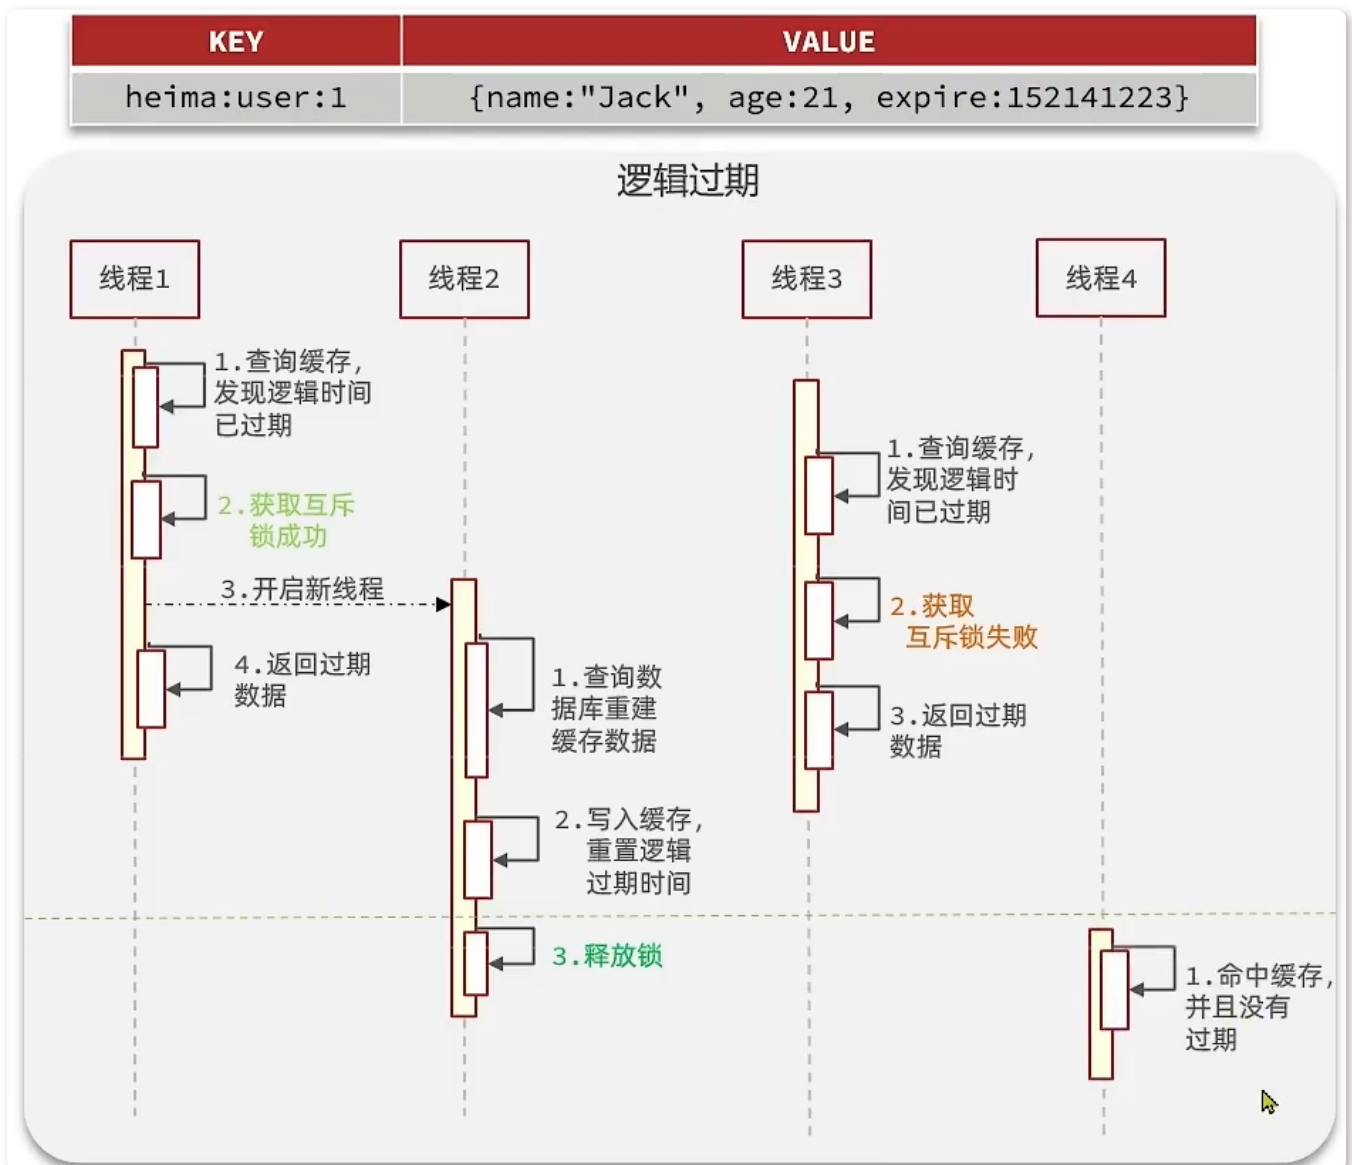 KEY
VALUE
heima:user:1
{name:"Jack", age:21, expire:152141223}
逻辑过期
线程1
线程2
线程3
线程4
1.查询缓存,
发现逻辑时间
已过期
2.获取互斥
锁成功
3.开启新线程
4.返回过期
数据
1.查询数
据库重建
缓存数据
2.写入缓存,
重置逻辑
过期时间
3.释放锁
1.查询缓存,
发现逻辑时
间已过期
2.获取
互斥锁失败
3.返回过期
数据
1.命中缓存,
并且没有
过期